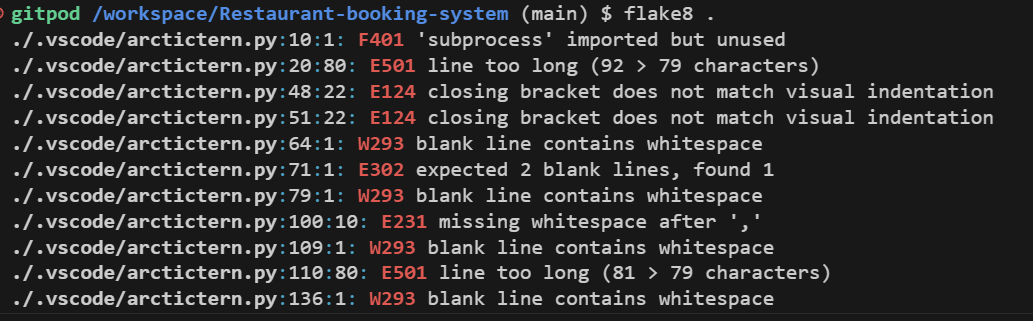 gitpod /workspace/Restaurant-booking-system (main) $ flake8 .
./.vscode/arctictern.py:10:1: F401 'subprocess' imported but unused
./.vscode/arctictern.py:20:80: E501 line too long (92 > 79 characters)
./.vscode/arctictern.py:48:22: E124 closing bracket does not match visual indentation
./.vscode/arctictern.py:51:22: E124 closing bracket does not match visual indentation
./.vscode/arctictern.py:64:1: W293 blank line contains whitespace
./.vscode/arctictern.py:71:1: E302 expected 2 blank lines, found 1
./.vscode/arctictern.py:79:1: W293 blank line contains whitespace
./.vscode/arctictern.py:100:10: E231 missing whitespace after ','
./.vscode/arctictern.py:109:1: W293 blank line contains whitespace
./.vscode/arctictern.py:110:80: E501 line too long (81 > 79 characters)
./.vscode/arctictern.py:136:1: W293 blank line contains whitespace